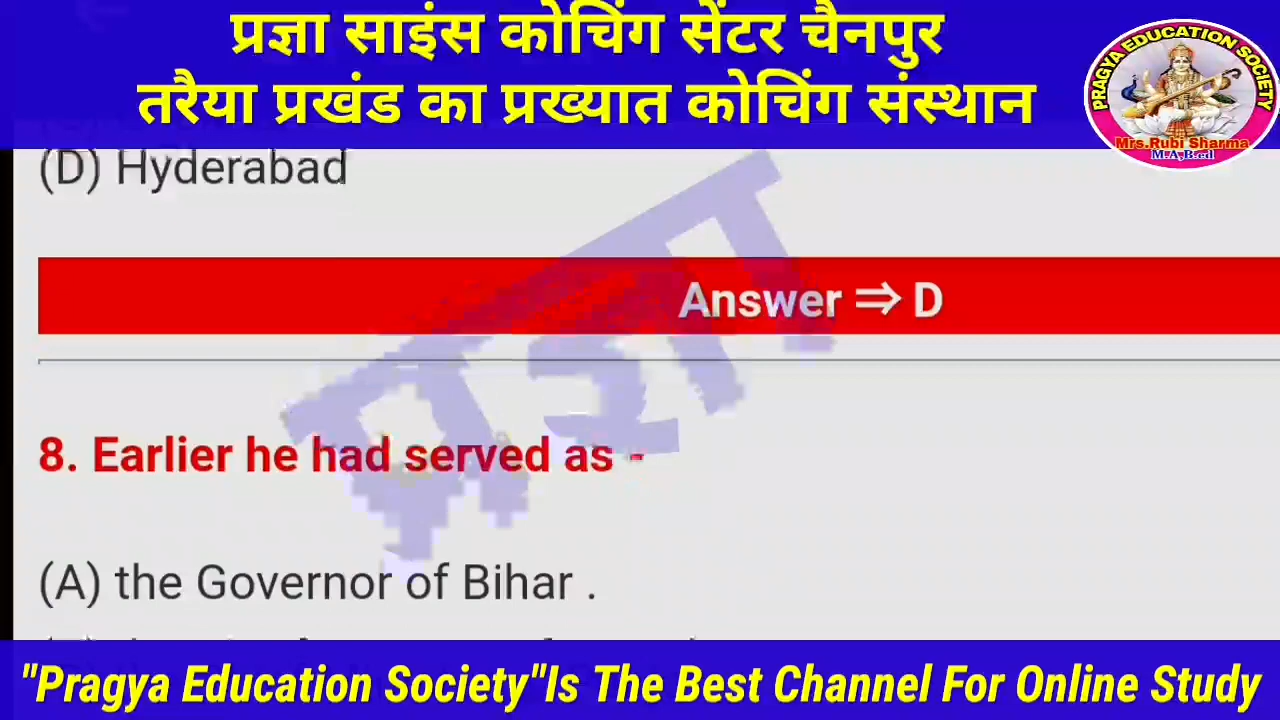 प्रज्ञा साइंस कोचिंग सेंटर चैनपुर
तरैया प्रखंड का प्रख्यात कोचिंग संस्थान
PRAGYA EDUCATION SOCIETY
Mrs.Rubi Sharma
M.A,B.ed
(D) Hyderabad
Answer ⇒ D
प्रज्ञा
8. Earlier he had served as -
(A) the Governor of Bihar .
"Pragya Education Society"Is The Best Channel For Online Study